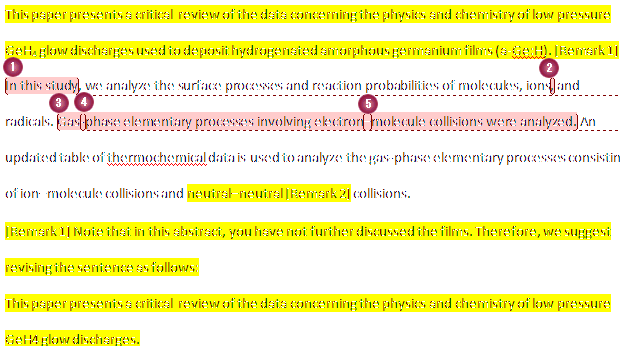 This paper presents a critical review of the data concerning the physics and chemistry of low pressure
GeH₄ glow discharges used to deposit hydrogenated amorphous germanium films (a-Ge:H). [Remark 1]
1 2
In this study, we analyze the surface processes and reaction probabilities of molecules, ions, and
3 4 5
radicals. Gas-phase elementary processes involving electron-molecule collisions were analyzed. An
updated table of thermochemical data is used to analyze the gas-phase elementary processes consistin
of ion-molecule collisions and neutral-neutral [Remark 2] collisions.
[Remark 1] Note that in this abstract, you have not further discussed the films. Therefore, we suggest
revising the sentence as follows:
This paper presents a critical review of the data concerning the physics and chemistry of low pressure
GeH4 glow discharges.